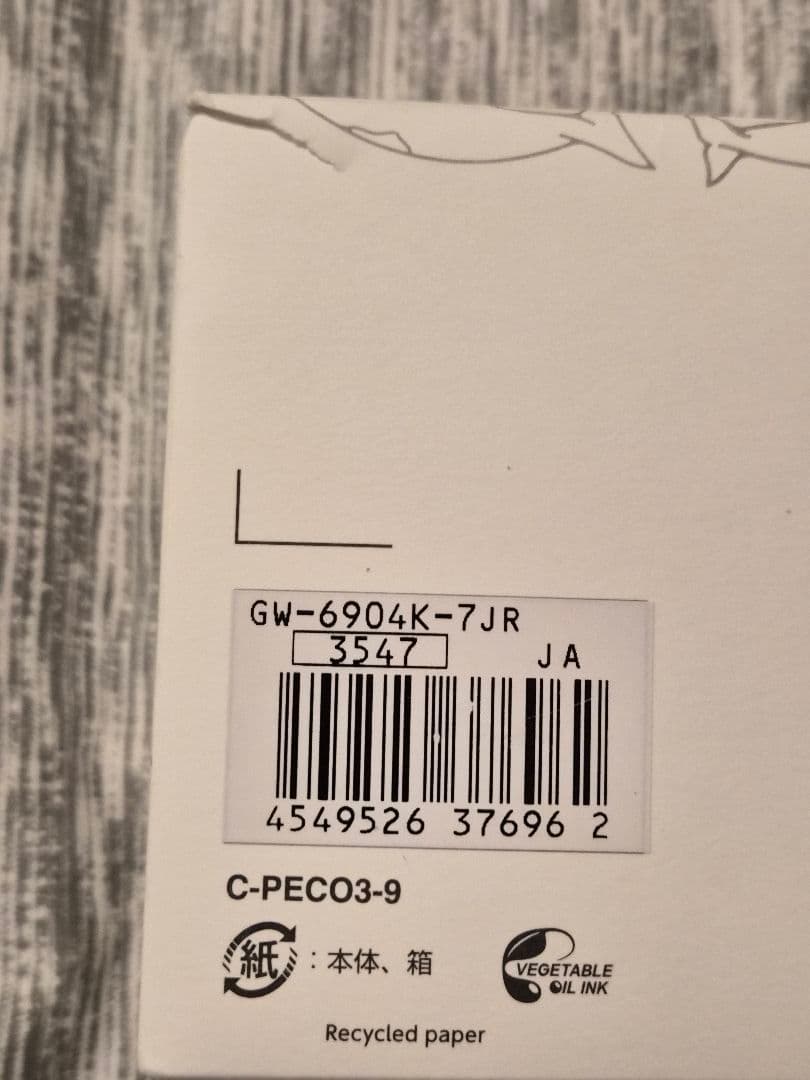 GW-6904K-7JR
3547
JA
4549526 37696 2
C-PECO3-9
紙：本体、箱
VEGETABLE
OIL INK
Recycled paper